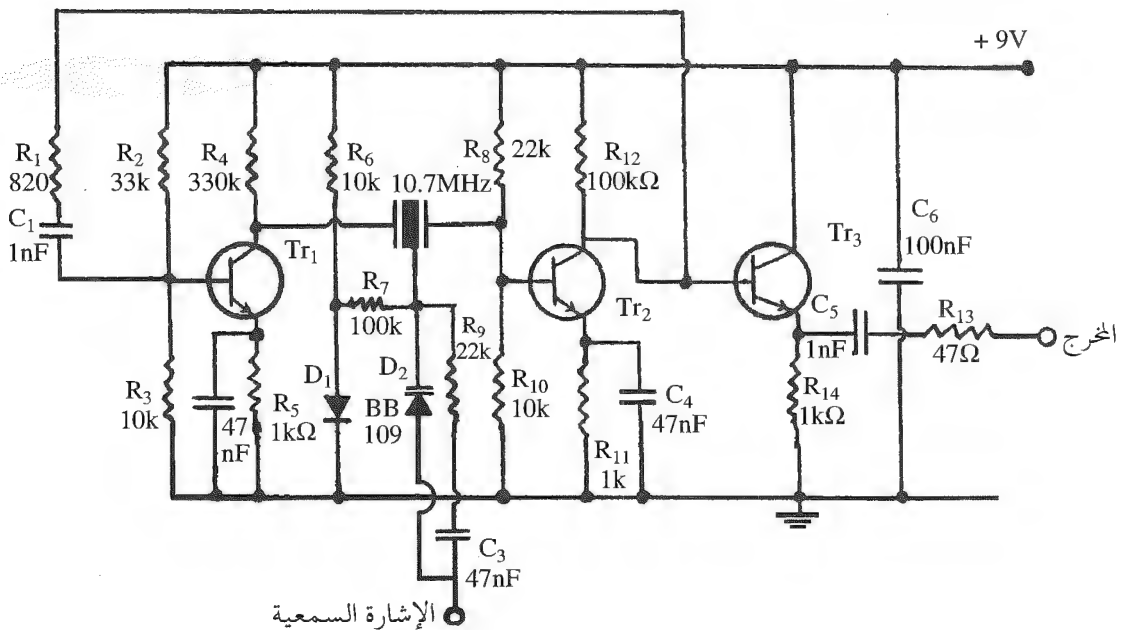 + 9V
R1
820
C1
1nF
R2
33k
R4
330k
R6
10k
10.7MHz
R8
22k
R12
100kΩ
C6
100nF
Tr1
Tr2
Tr3
R7
100k
R9
22k
C5
1nF
R13
47Ω
المخرج
R3
10k
47
nF
R5
1kΩ
D1
D2
BB
109
R10
10k
R11
1k
C4
47nF
R14
1kΩ
C3
47nF
الإشارة السمعية